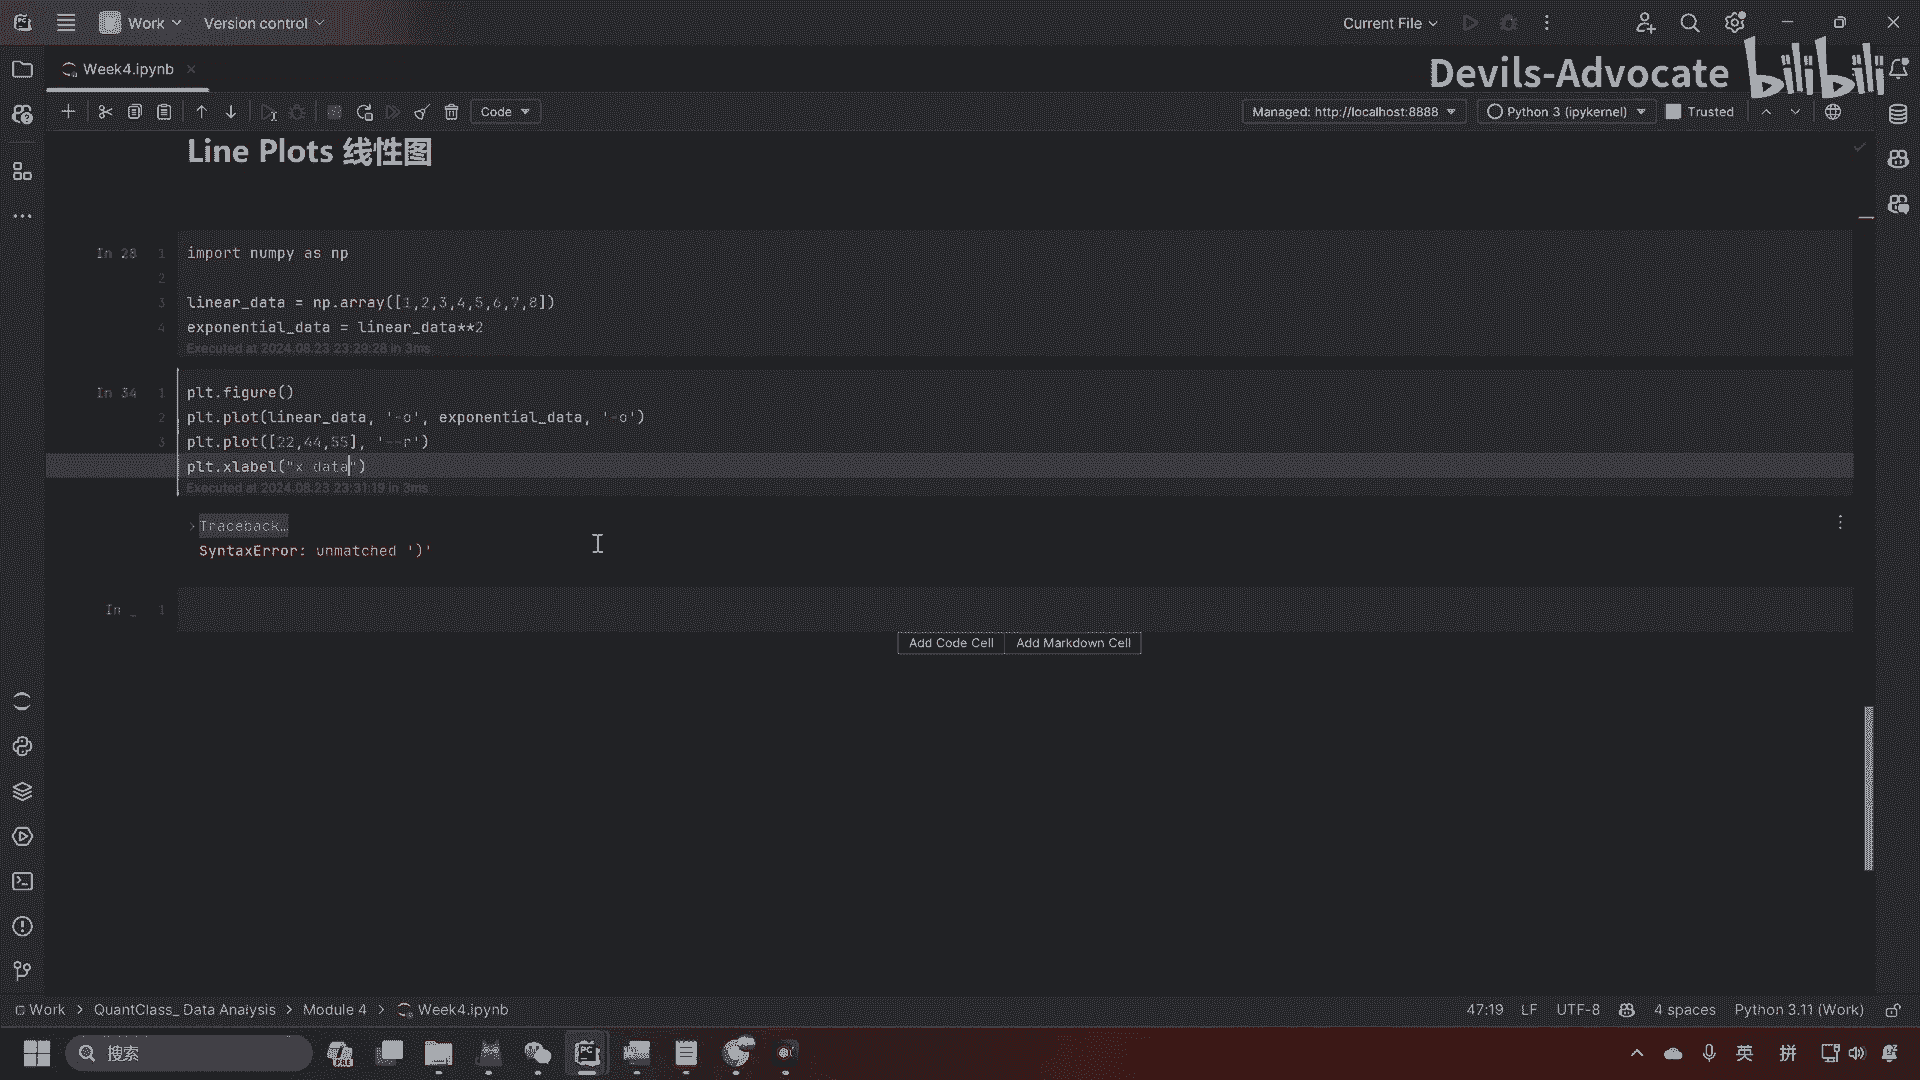 Work
Version control
Current File
Week4.ipynb
Devils-Advocate bilibili
Code
Managed: http://localhost:8888
Python 3 (ipykernel)
Trusted
Line Plots 线性图
In 28
1 import numpy as np
2
3 linear_data = np.array([1,2,3,4,5,6,7,8])
4 exponential_data = linear_data**2
Executed at 2024.08.23 23:29:28 in 3ms
In 34
1 plt.figure()
2 plt.plot(linear_data, '-o', exponential_data, '-o')
3 plt.plot([22,44,55], '--r')
plt.xlabel("x data")
Executed at 2024.08.23 23:31:19 in 3ms
Traceback…
SyntaxError: unmatched ')'
In _ 1
Add Code Cell Add Markdown Cell
Work > QuantClass_ Data Analysis > Module 4 > Week4.ipynb
47:19 LF UTF-8 4 spaces Python 3.11 (Work)
搜索
英 拼